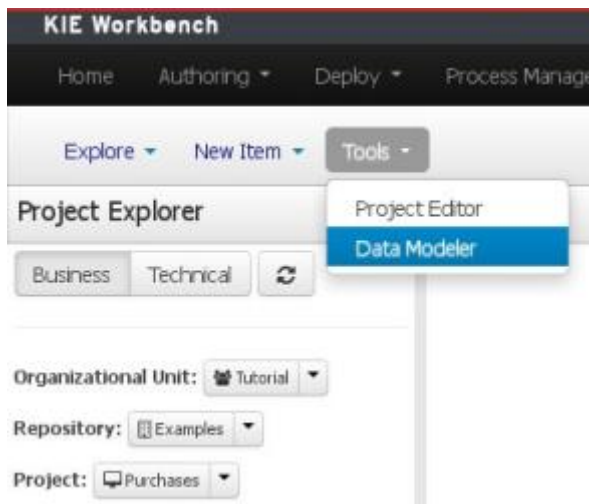 KIE Workbench
Home Authoring Deploy Process Manage
Explore New Item Tools
Project Explorer
Project Editor
Data Modeler
Business Technical
Organizational Unit: Tutorial
Repository: Examples
Project: Purchases